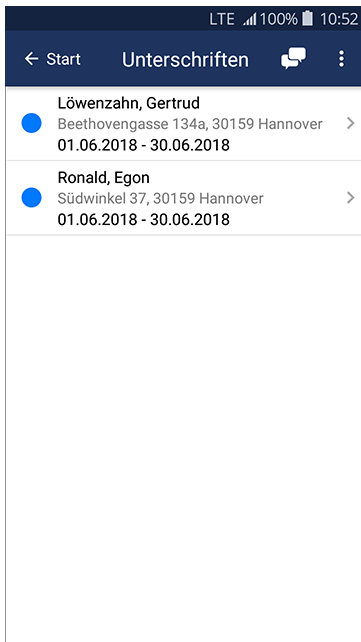 LTE 100% 10:52
Start Unterschriften
Löwenzahn, Gertrud
Beethovengasse 134a, 30159 Hannover
01.06.2018 - 30.06.2018
Ronald, Egon
Südwinkel 37, 30159 Hannover
01.06.2018 - 30.06.2018